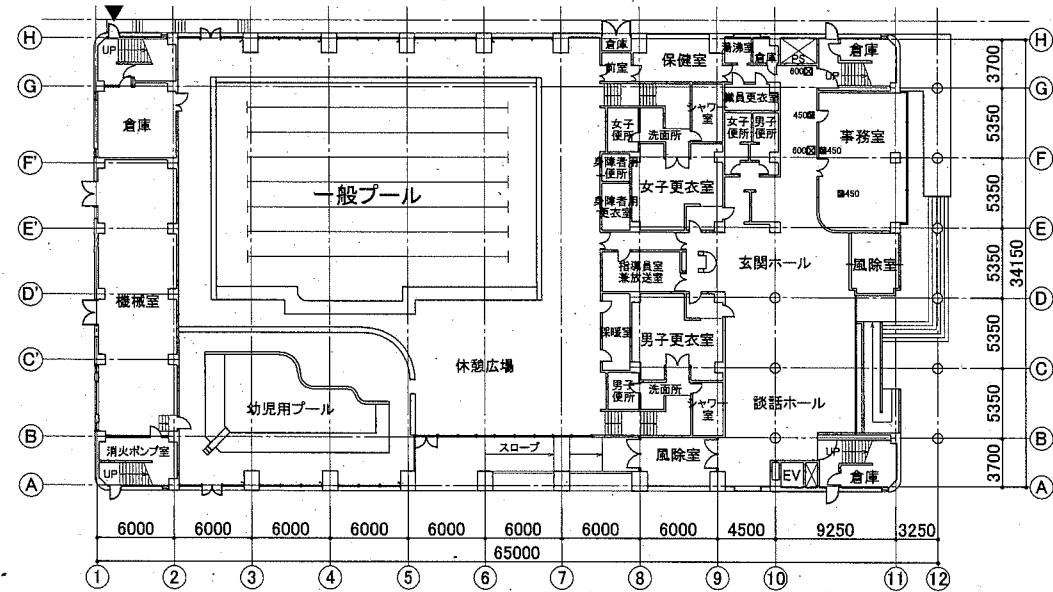 H
H
UP
倉庫
保健室
湯沸室
倉庫
PS
倉庫
前室
600
UP
3700
G
G
シャワー
室
職員更衣室
450
倉庫
女子
便所
洗面所
女子
便所
男子
便所
事務室
5350
F'
600
450
F
身障者用
便所
一般プール
女子更衣室
身障者用
更衣室
450
5350
E'
E
指導員室
兼放送室
玄関ホール
風除室
5350
34150
D'
機械室
D
保暖室
男子更衣室
5350
C'
休憩広場
C
幼児用プール
男子
便所
洗面所
シャワー
室
談話ホール
5350
B
B
消火ポンプ室
スロープ
風除室
UP
3700
UP
EV
倉庫
A
A
6000
6000
6000
6000
6000
6000
6000
6000
4500
9250
3250
65000
1
2
3
4
5
6
7
8
9
10
11
12